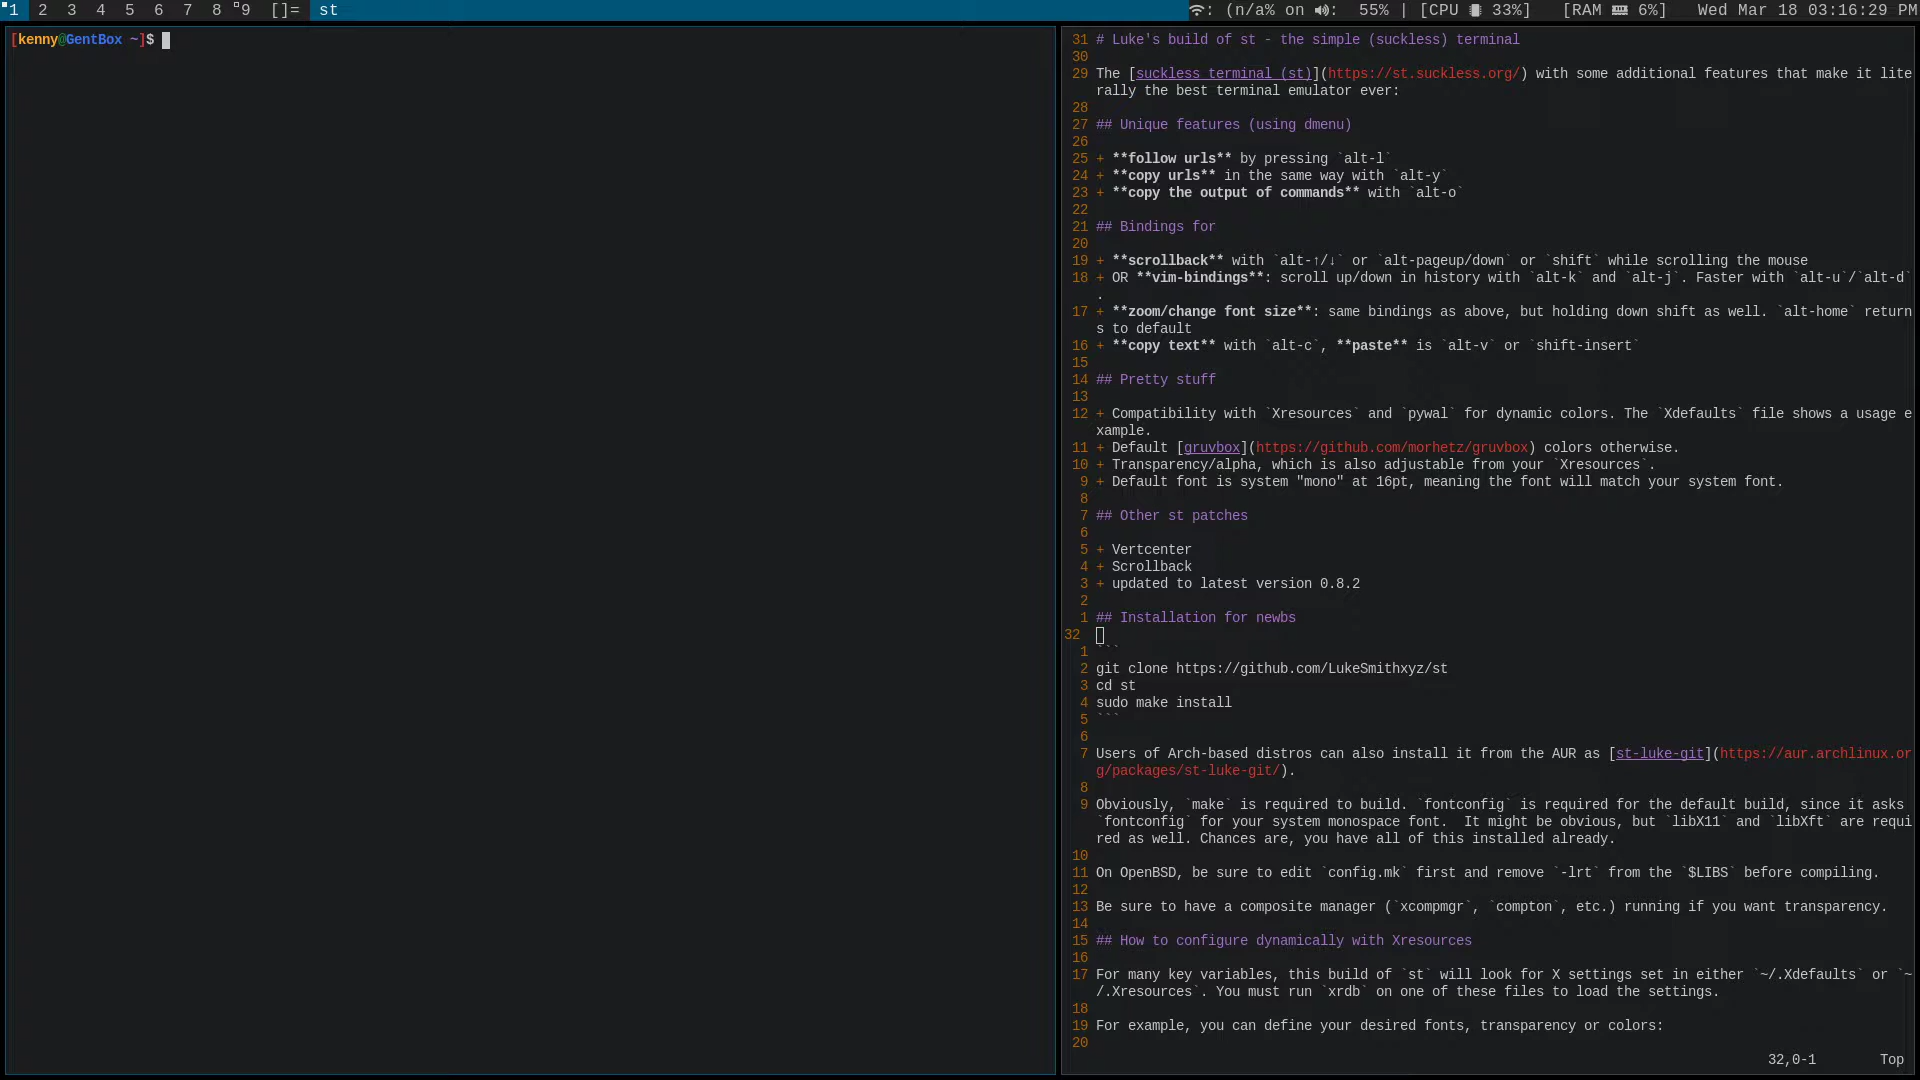 1 2 3 4 5 6 7 8 9 []= st : (n/a% on : 55% | [CPU 33%] [RAM 6%] Wed Mar 18 03:16:29 PM
[kenny@GentBox ~]$
31 # Luke's build of st - the simple (suckless) terminal
30
29 The [suckless terminal (st)](https://st.suckless.org/) with some additional features that make it lite
rally the best terminal emulator ever:
28
27 ## Unique features (using dmenu)
26
25 + **follow urls** by pressing `alt-l`
24 + **copy urls** in the same way with `alt-y`
23 + **copy the output of commands** with `alt-o`
22
21 ## Bindings for
20
19 + **scrollback** with `alt-↑/↓` or `alt-pageup/down` or `shift` while scrolling the mouse
18 + OR **vim-bindings**: scroll up/down in history with `alt-k` and `alt-j`. Faster with `alt-u`/`alt-d`
.
17 + **zoom/change font size**: same bindings as above, but holding down shift as well. `alt-home` return
s to default
16 + **copy text** with `alt-c`, **paste** is `alt-v` or `shift-insert`
15
14 ## Pretty stuff
13
12 + Compatibility with `Xresources` and `pywal` for dynamic colors. The `Xdefaults` file shows a usage e
xample.
11 + Default [gruvbox](https://github.com/morhetz/gruvbox) colors otherwise.
10 + Transparency/alpha, which is also adjustable from your `Xresources`.
9 + Default font is system "mono" at 16pt, meaning the font will match your system font.
8
7 ## Other st patches
6
5 + Vertcenter
4 + Scrollback
3 + updated to latest version 0.8.2
2
1 ## Installation for newbs
32
1 ```
2 git clone https://github.com/LukeSmithxyz/st
3 cd st
4 sudo make install
5 ```
6
7 Users of Arch-based distros can also install it from the AUR as [st-luke-git](https://aur.archlinux.or
g/packages/st-luke-git/).
8
9 Obviously, `make` is required to build. `fontconfig` is required for the default build, since it asks
`fontconfig` for your system monospace font.  It might be obvious, but `libX11` and `libXft` are requi
red as well. Chances are, you have all of this installed already.
10
11 On OpenBSD, be sure to edit `config.mk` first and remove `-lrt` from the `$LIBS` before compiling.
12
13 Be sure to have a composite manager (`xcompmgr`, `compton`, etc.) running if you want transparency.
14
15 ## How to configure dynamically with Xresources
16
17 For many key variables, this build of `st` will look for X settings set in either `~/.Xdefaults` or `~
/.Xresources`. You must run `xrdb` on one of these files to load the settings.
18
19 For example, you can define your desired fonts, transparency or colors:
20
32,0-1 Top